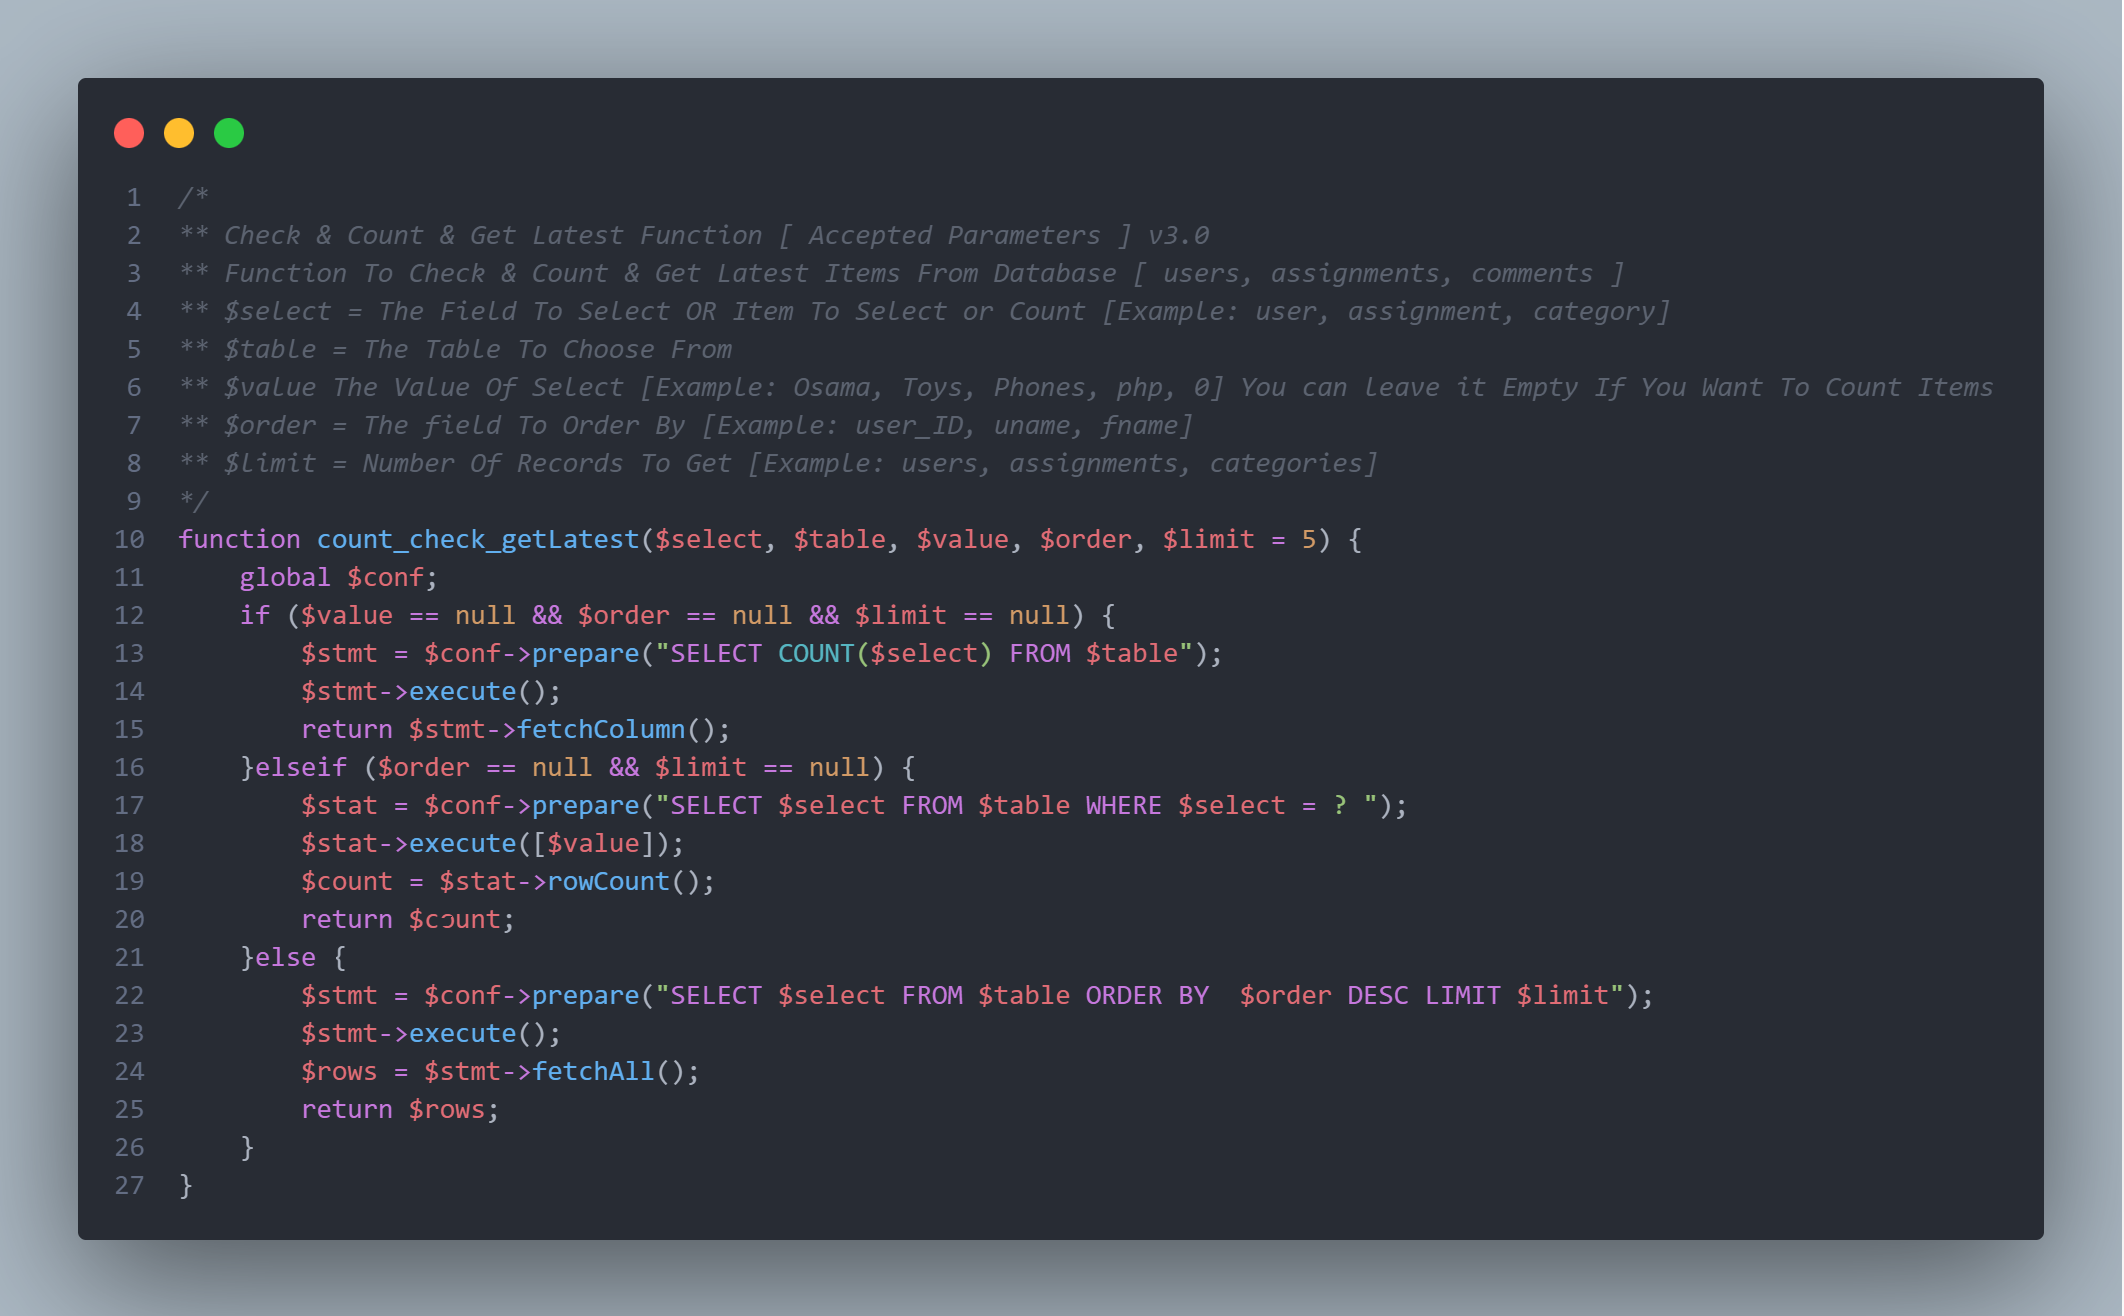 1 /*
2 ** Check & Count & Get Latest Function [ Accepted Parameters ] v3.0
3 ** Function To Check & Count & Get Latest Items From Database [ users, assignments, comments ]
4 ** $select = The Field To Select OR Item To Select or Count [Example: user, assignment, category]
5 ** $table = The Table To Choose From
6 ** $value The Value Of Select [Example: Osama, Toys, Phones, php, 0] You can leave it Empty If You Want To Count Items
7 ** $order = The field To Order By [Example: user_ID, uname, fname]
8 ** $limit = Number Of Records To Get [Example: users, assignments, categories]
9 */
10 function count_check_getLatest($select, $table, $value, $order, $limit = 5) {
11     global $conf;
12     if ($value == null && $order == null && $limit == null) {
13         $stmt = $conf->prepare("SELECT COUNT($select) FROM $table");
14         $stmt->execute();
15         return $stmt->fetchColumn();
16     }elseif ($order == null && $limit == null) {
17         $stat = $conf->prepare("SELECT $select FROM $table WHERE $select = ? ");
18         $stat->execute([$value]);
19         $count = $stat->rowCount();
20         return $count;
21     }else {
22         $stmt = $conf->prepare("SELECT $select FROM $table ORDER BY  $order DESC LIMIT $limit");
23         $stmt->execute();
24         $rows = $stmt->fetchAll();
25         return $rows;
26     }
27 }